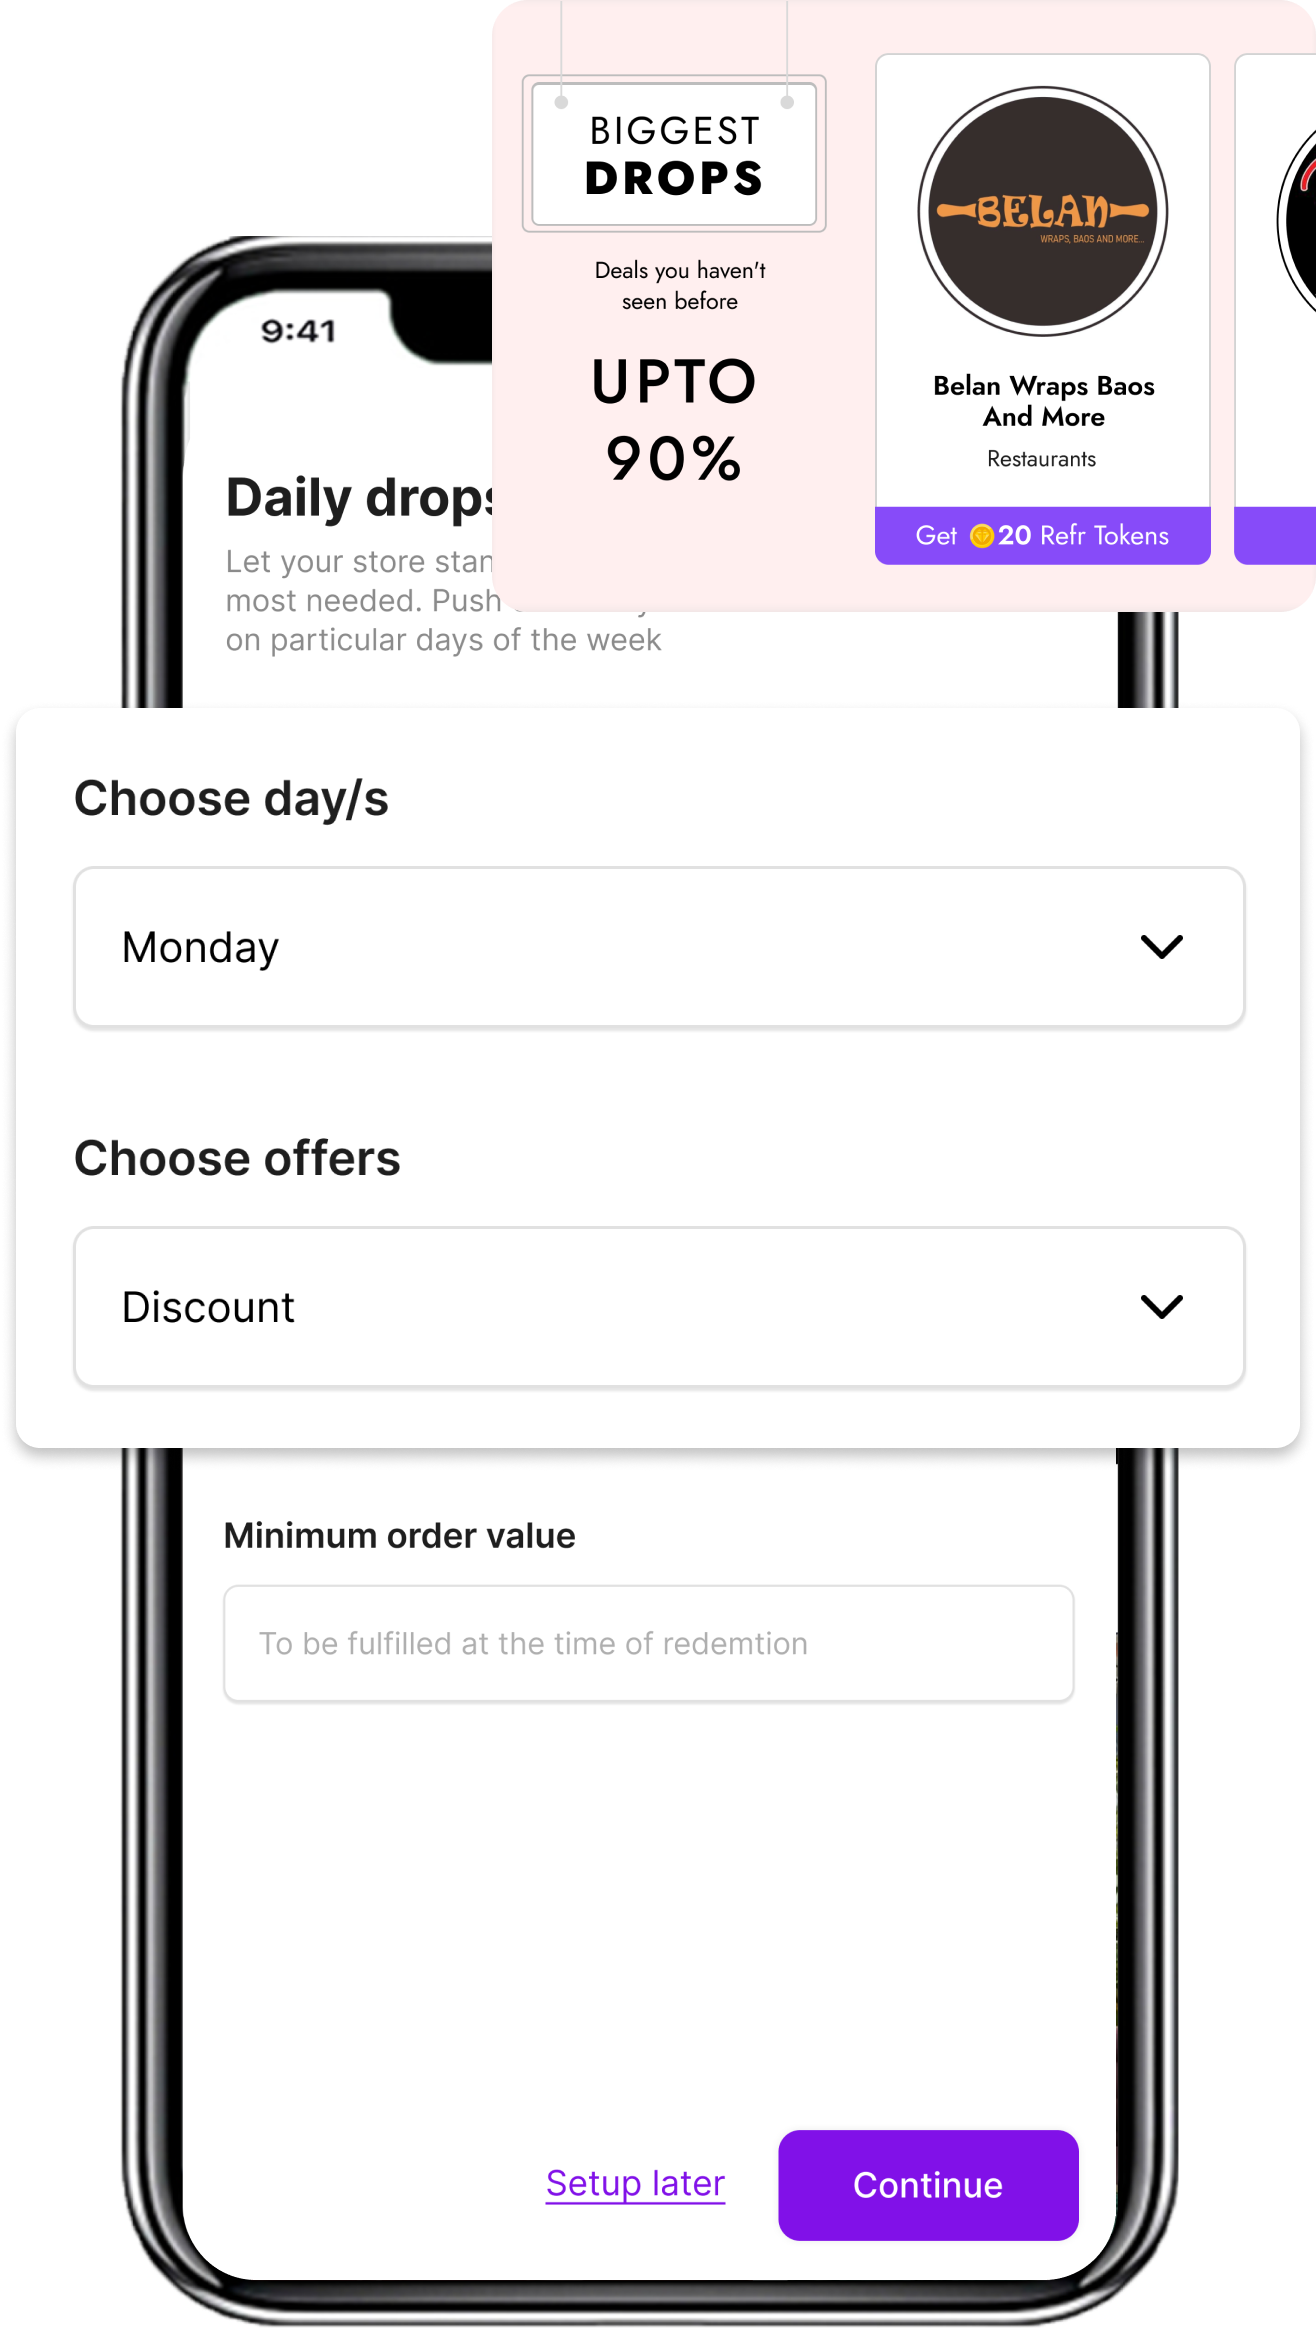 BIGGEST
DROPS
Deals you haven't
seen before
UPTO
90%
BELAN
WRAPS, BAOS AND MORE...
Belan Wraps Baos
And More
Restaurants
Get 20 Refr Tokens
9:41
Daily drops
Let your store
most needed. Push
on particular days of the week
Choose day/s
Monday
Choose offers
Discount
Minimum order value
To be fulfilled at the time of redemtion
Setup later
Continue